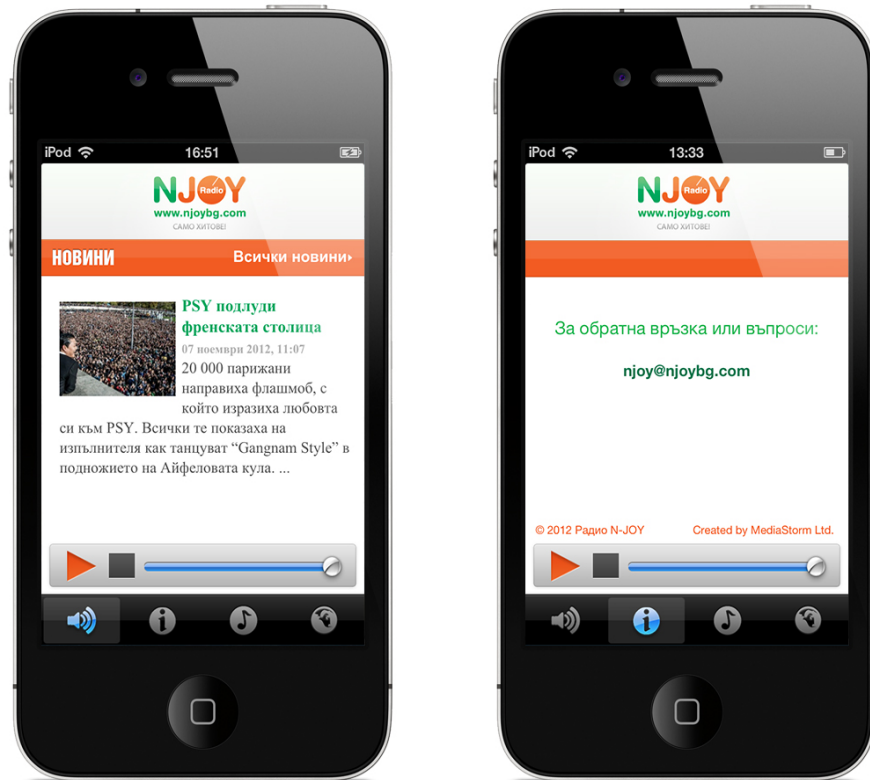 iPod
16:51
NJOY
Radio
www.njoybg.com
САМО ХИТОВЕ!
НОВИНИ
Всички новини
PSY подлуди
френската столица
07 ноември 2012, 11:07
20 000 парижани
направиха флашмоб, с
който изразиха любовта
си към PSY. Всички те показаха на
изпълнителя как танцуват “Gangnam Style” в
подножието на Айфеловата кула. ...
iPod
13:33
NJOY
Radio
www.njoybg.com
САМО ХИТОВЕ!
За обратна връзка или въпроси:
njoy@njoybg.com
© 2012 Радио N-JOY
Created by MediaStorm Ltd.